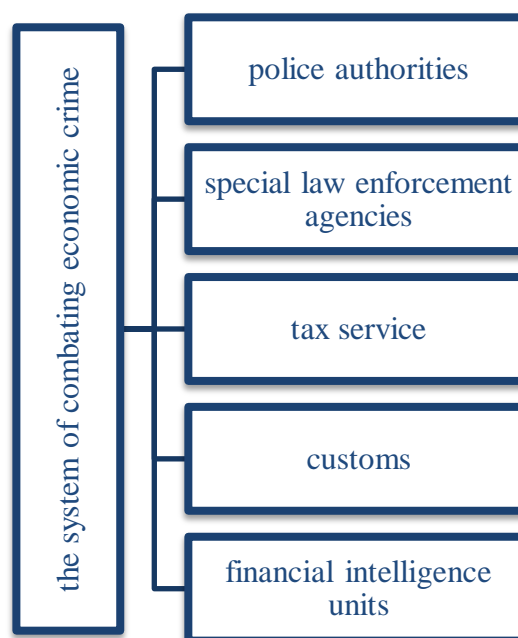 the system of combating economic crime
police authorities
special law enforcement
agencies
tax service
customs
financial intelligence
units